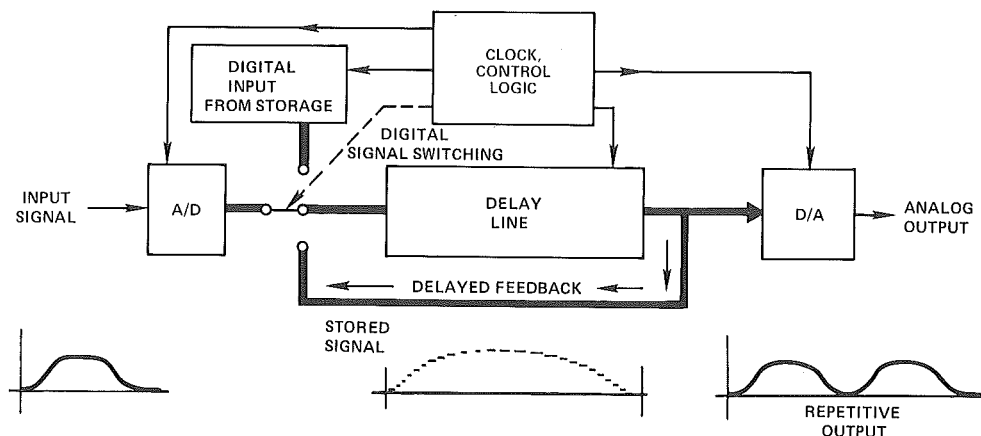 CLOCK,
CONTROL
LOGIC
DIGITAL
INPUT
FROM STORAGE
DIGITAL
SIGNAL SWITCHING
INPUT
SIGNAL
A/D
DELAY
LINE
D/A
ANALOG
OUTPUT
DELAYED FEEDBACK
STORED
SIGNAL
REPETITIVE
OUTPUT